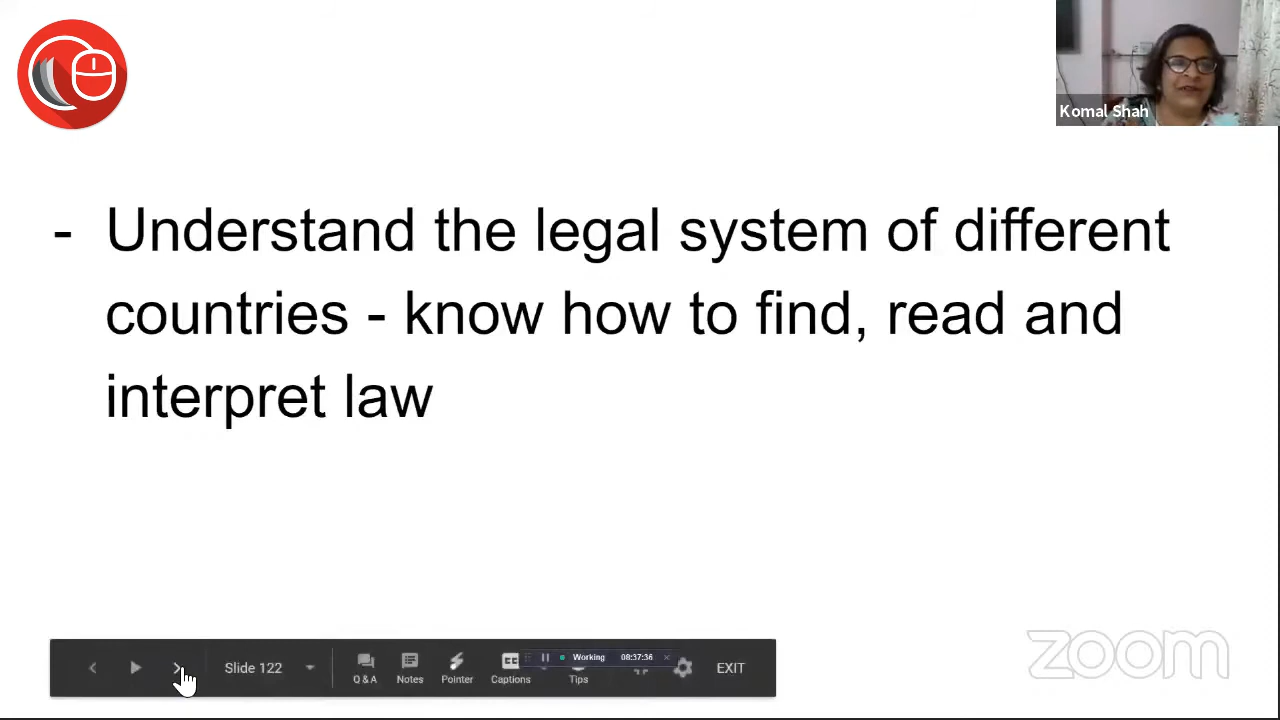 Komal Shah
- Understand the legal system of different
countries - know how to find, read and
interpret law
Slide 122
Q & A
Notes
Pointer
Captions
Working
08:37:36
Tips
EXIT
zoom